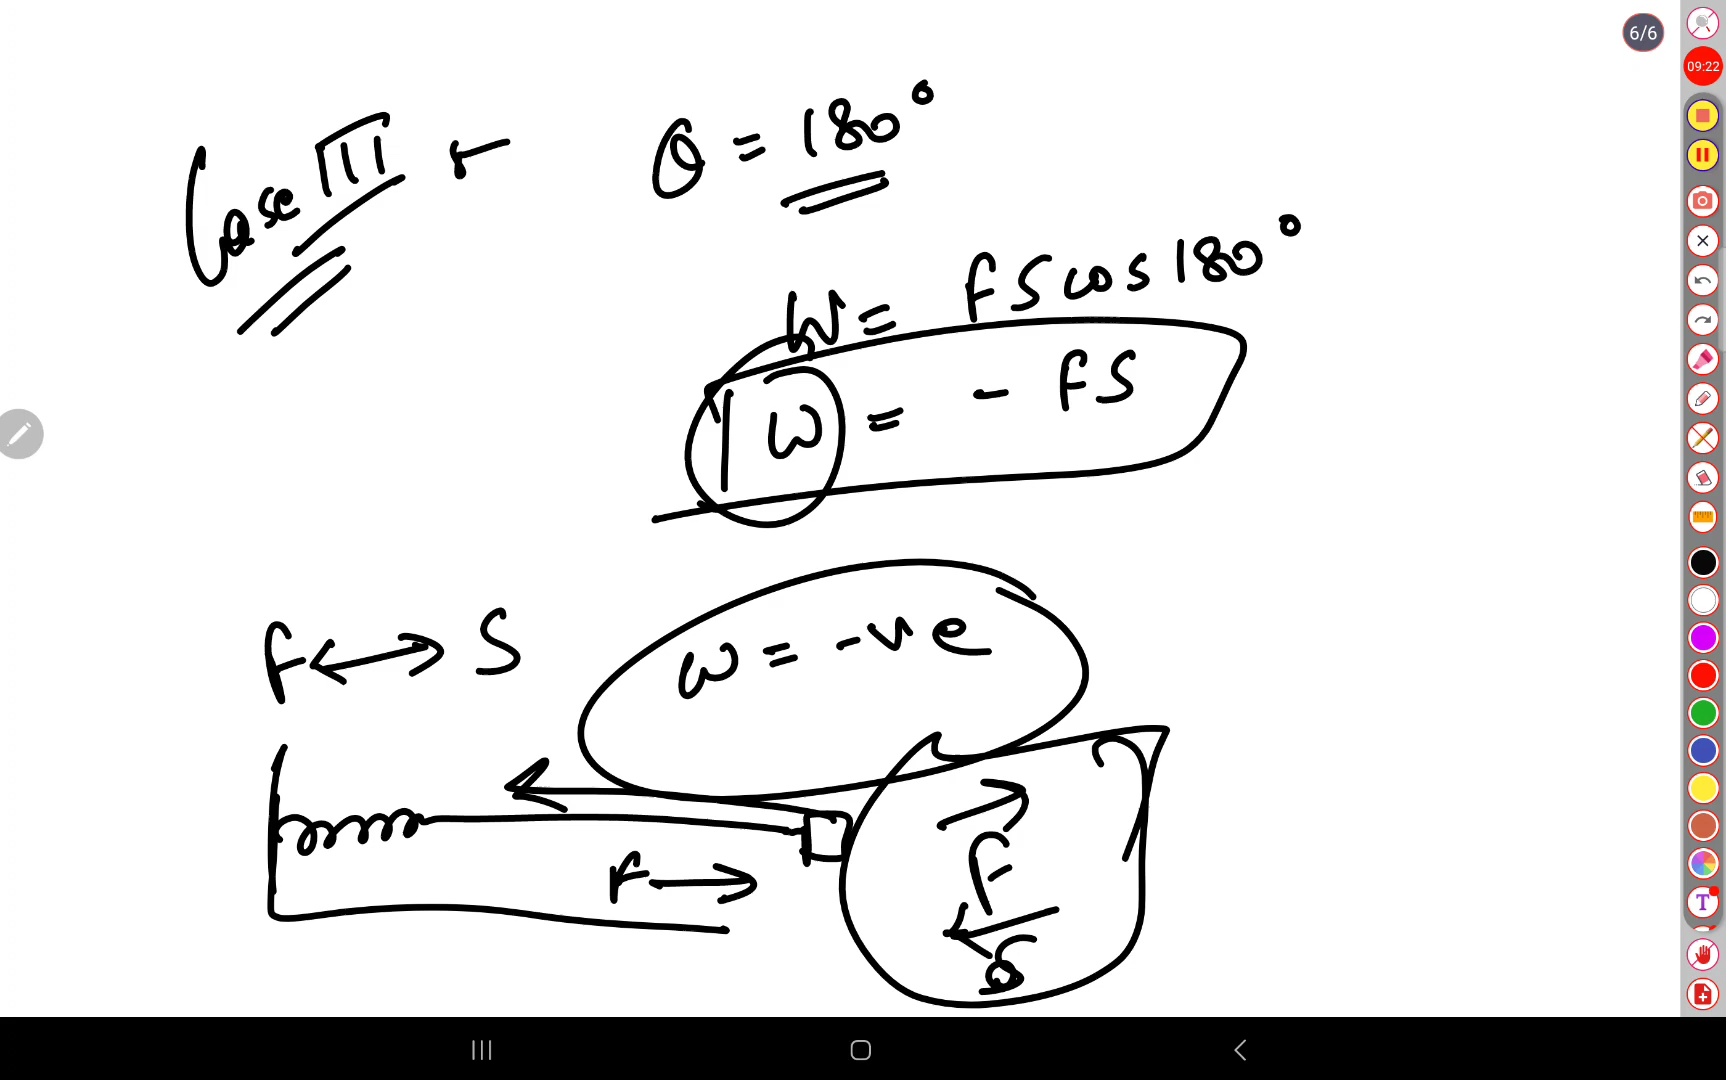 6/6
09:22
Case III
θ = 180°
W = FS cos 180°
W = - FS
F ↔ S
W = -ve
F →
F
S
T